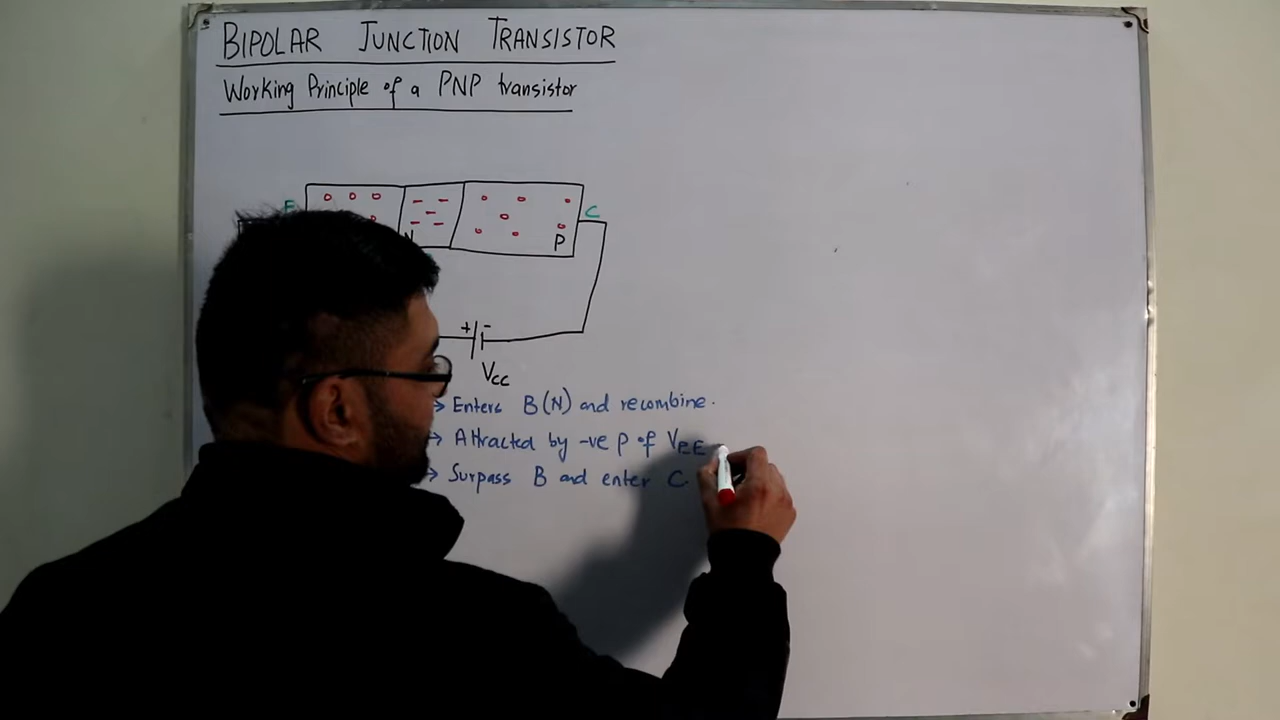 BIPOLAR JUNCTION TRANSISTOR
Working Principle of a PNP transistor
E C
N P
+ -
VCC
→ Enters B(N) and recombine.
→ Attracted by -ve P of VEE
→ Surpass B and enter C.